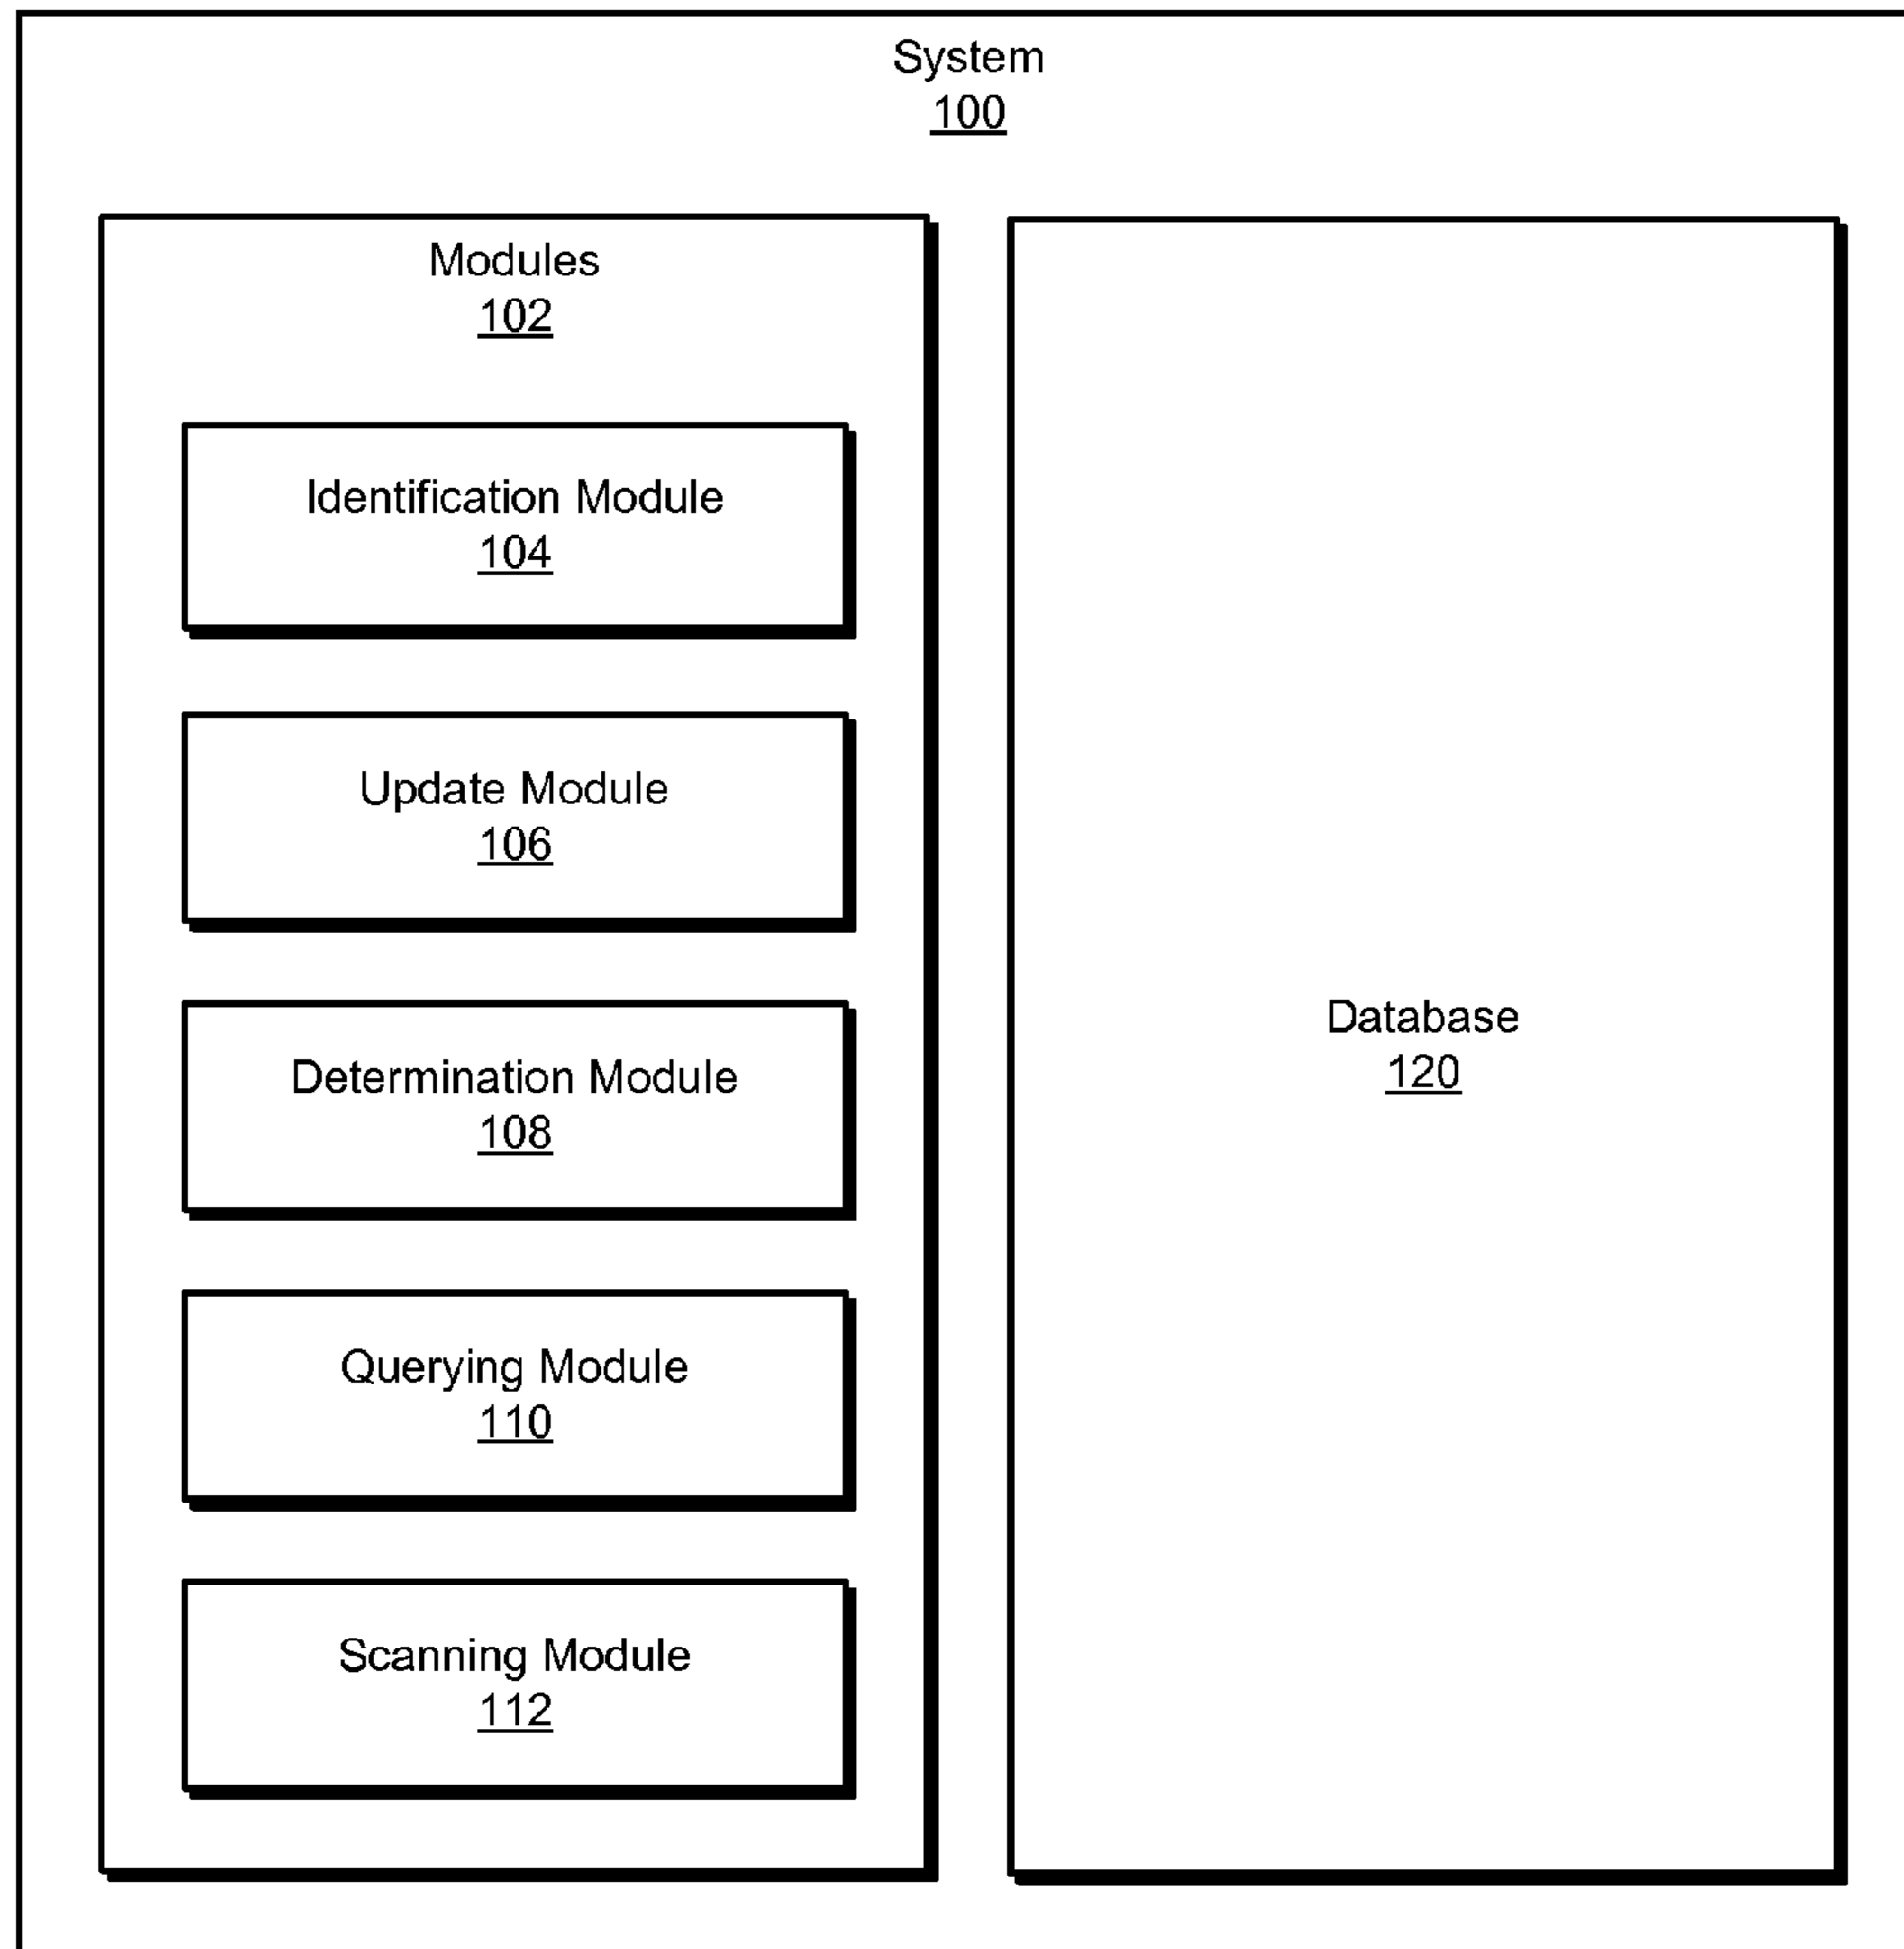 System
100
Modules
102
Identification Module
104
Update Module
106
Determination Module
108
Querying Module
110
Scanning Module
112
Database
120